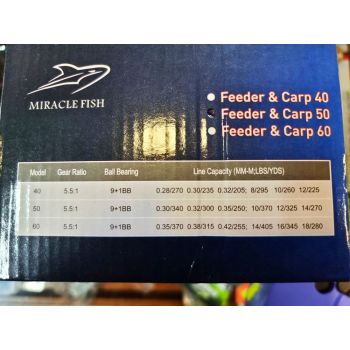 MIRACLE FISH
Feeder & Carp 40
Feeder & Carp 50
Feeder & Carp 60
Model Gear Ratio Ball Bearing Line Capacity (MM-M;LBS/YDS)
40 5.5:1 9+1BB 0.28/270 0.30/235 0.32/205; 8/295 10/260 12/225
50 5.5:1 9+1BB 0.30/340 0.32/300 0.35/250; 10/370 12/325 14/270
60 5.5:1 9+1BB 0.35/370 0.38/315 0.42/255; 14/405 16/345 18/280